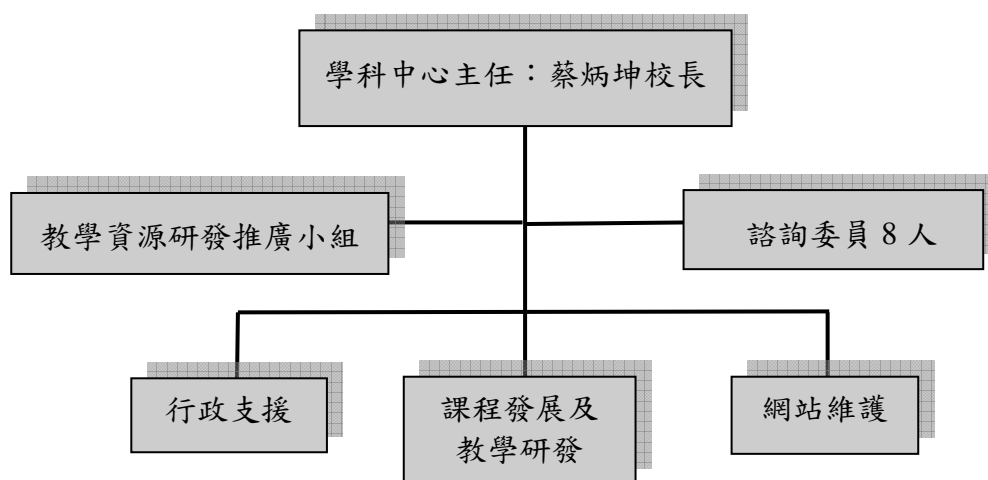 學科中心主任：蔡炳坤校長
教學資源研發推廣小組
諮詢委員 8 人
行政支援
課程發展及
教學研發
網站維護